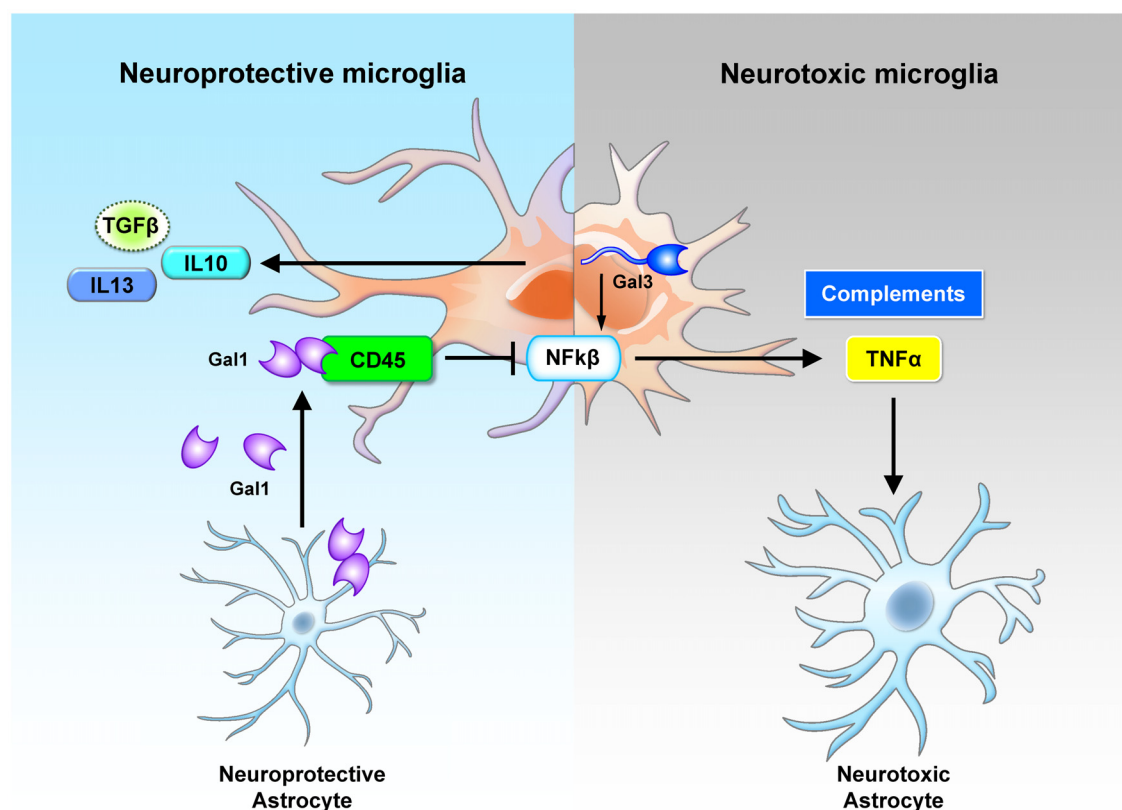 Neuroprotective microglia
Neurotoxic microglia
TGFβ
IL10
IL13
Gal3
Complements
Gal1
CD45
NFkβ
TNFα
Gal1
Neuroprotective
Astrocyte
Neurotoxic
Astrocyte